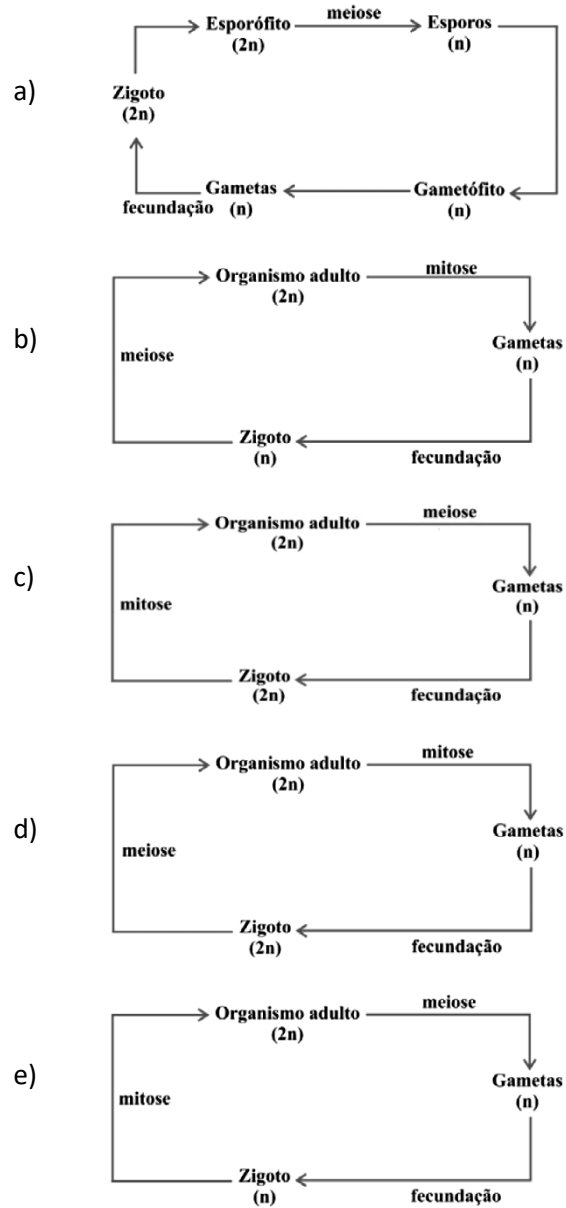 a)
Esporófito
(2n)
meiose
Esporos
(n)
Zigoto
(2n)
fecundação
Gametas
(n)
Gametófito
(n)
b)
Organismo adulto
(2n)
mitose
meiose
Gametas
(n)
Zigoto
(n)
fecundação
c)
Organismo adulto
(2n)
meiose
mitose
Gametas
(n)
Zigoto
(2n)
fecundação
d)
Organismo adulto
(2n)
mitose
meiose
Gametas
(n)
Zigoto
(2n)
fecundação
e)
Organismo adulto
(2n)
meiose
mitose
Gametas
(n)
Zigoto
(n)
fecundação